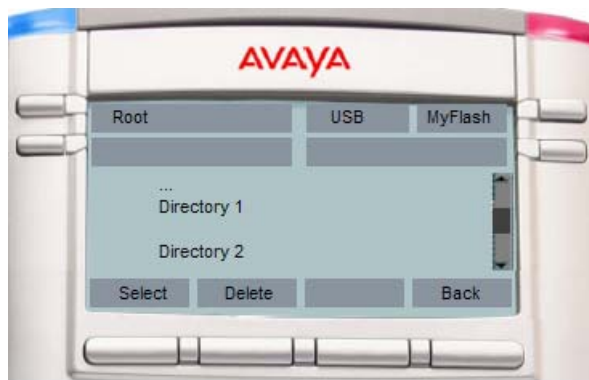 AVAYA
Root USB MyFlash
...
Directory 1
Directory 2
Select Delete Back